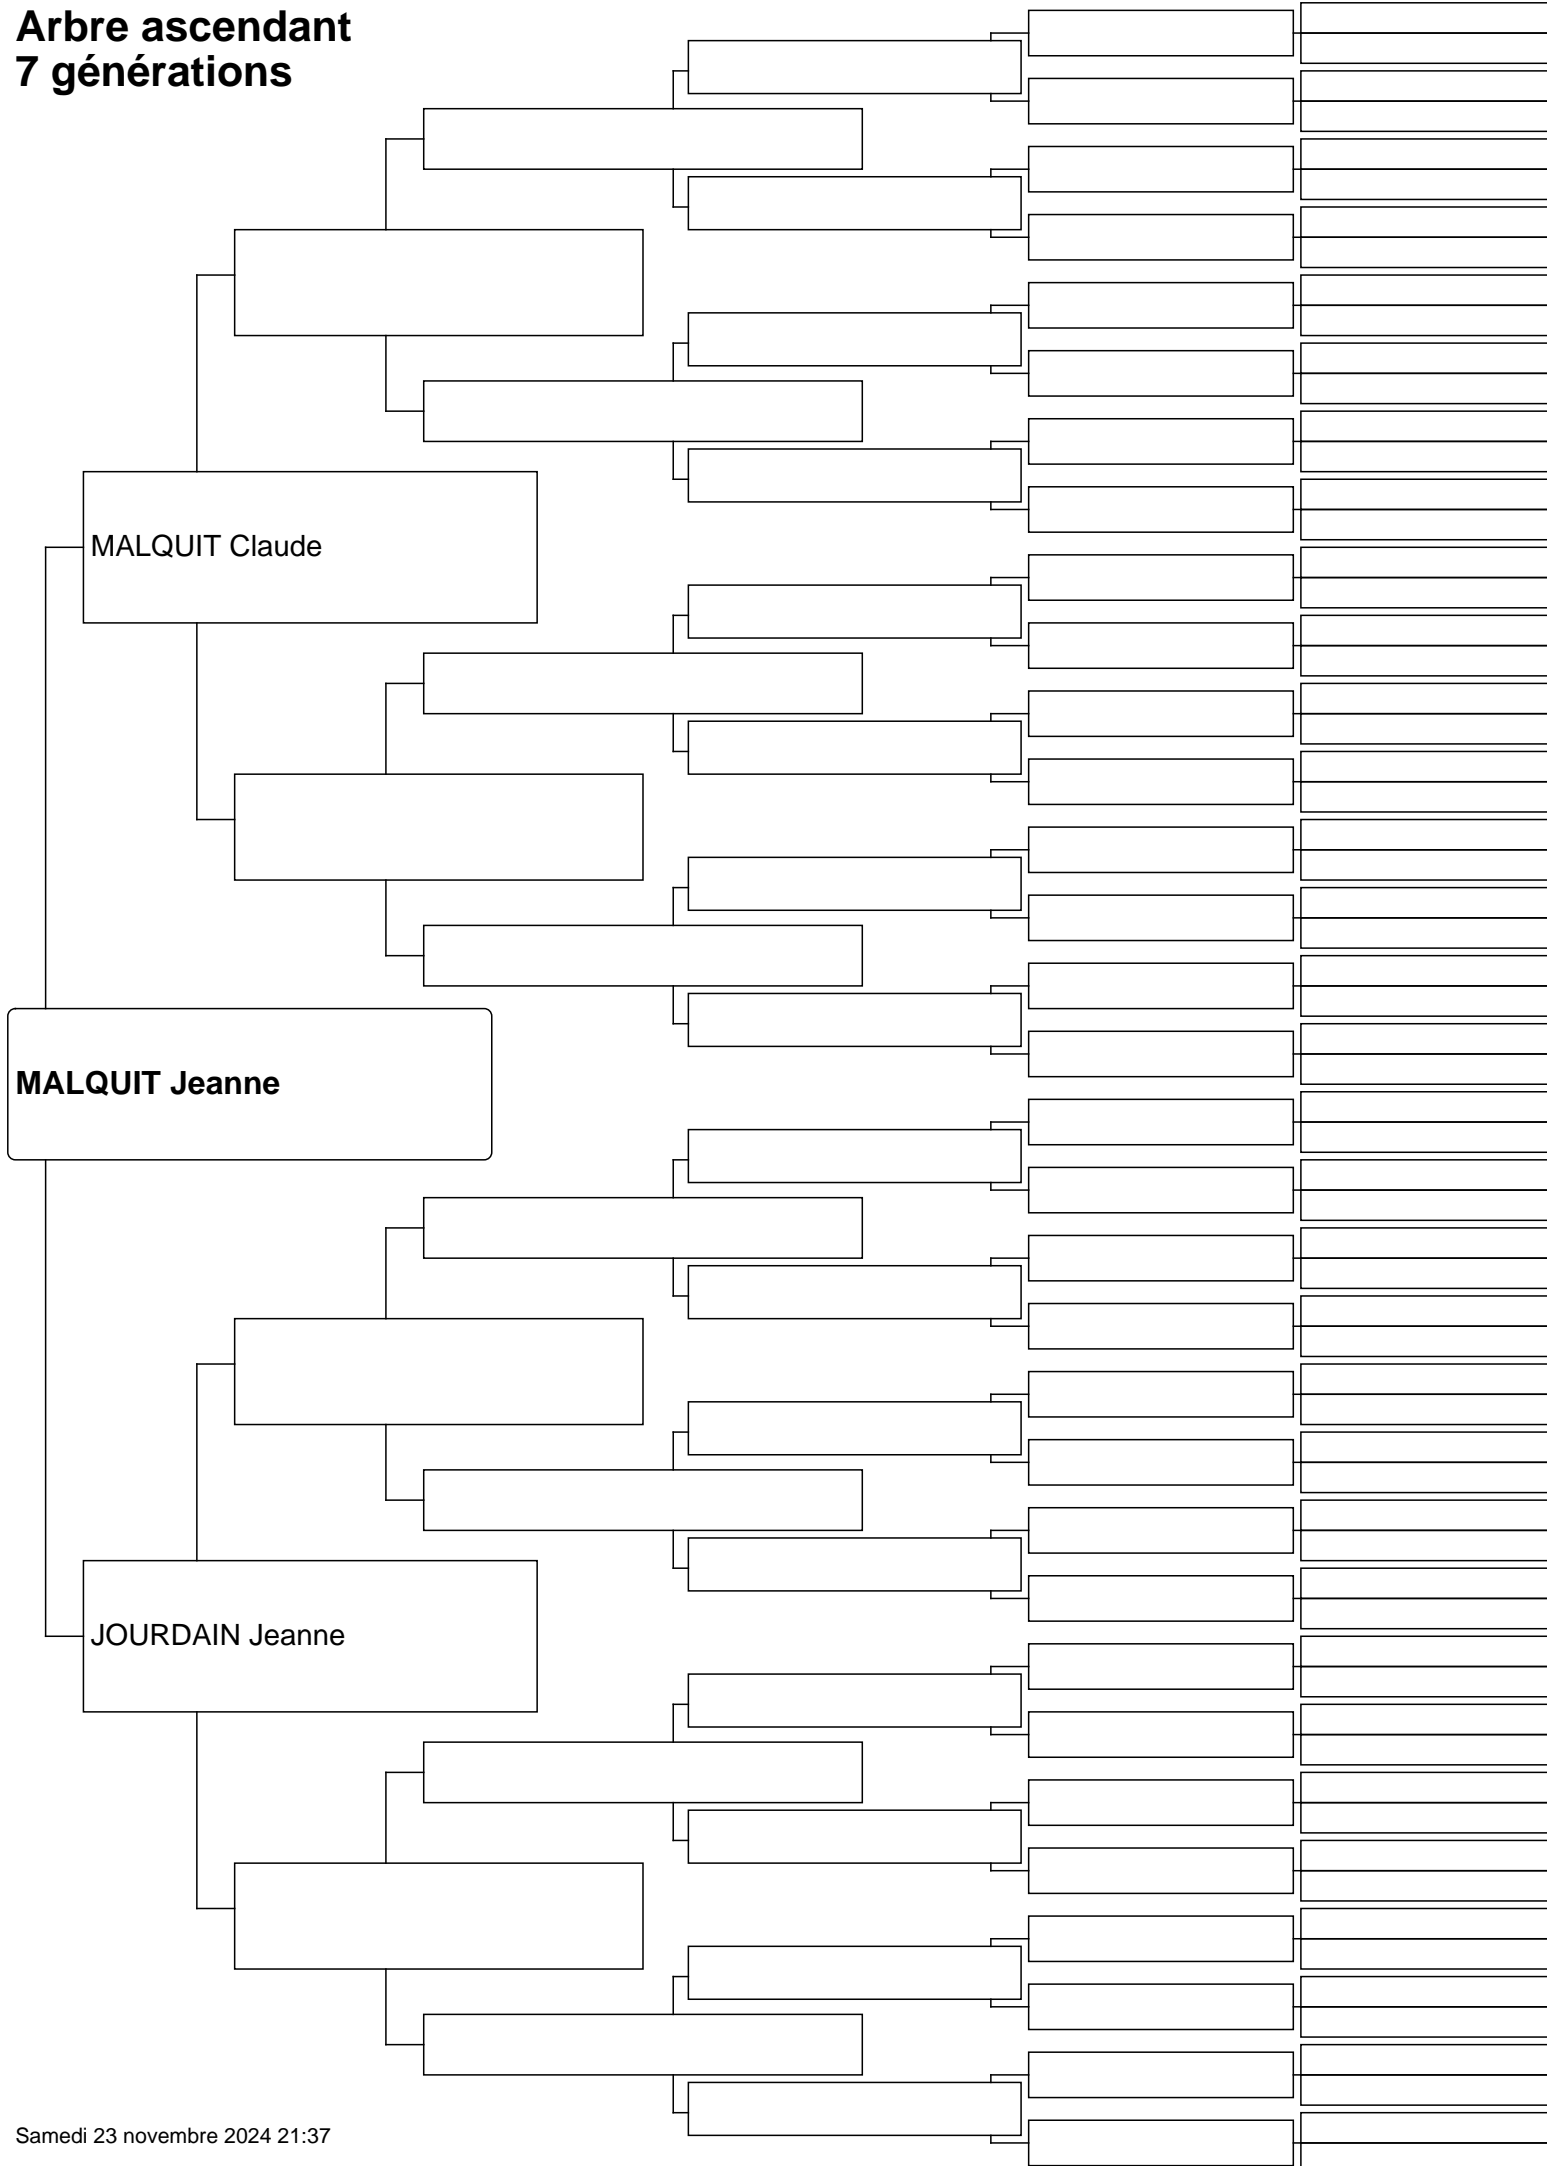 Arbre ascendant
7 générations
MALQUIT Claude
MALQUIT Jeanne
JOURDAIN Jeanne
Samedi 23 novembre 2024 21:37